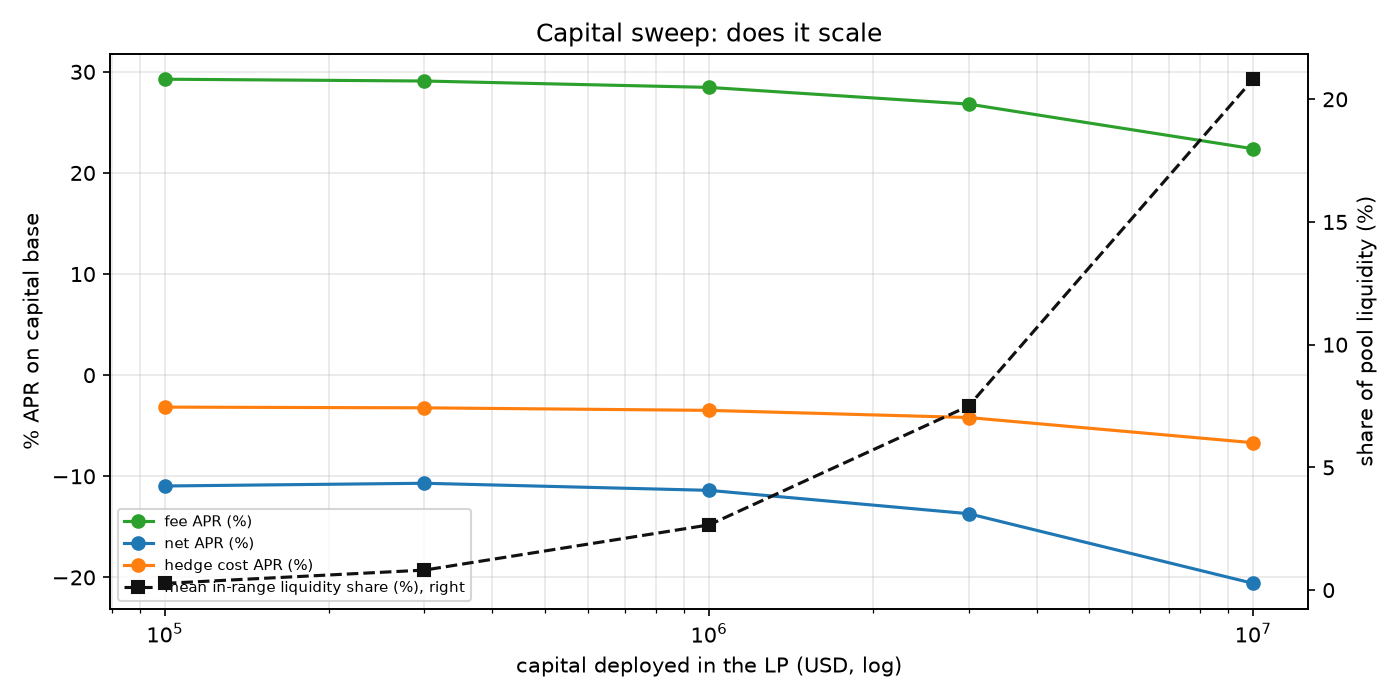 Capital sweep: does it scale
30
20
10
0
−10
−20
% APR on capital base
20
15
10
5
0
share of pool liquidity (%)
fee APR (%)
net APR (%)
hedge cost APR (%)
mean in-range liquidity share (%), right
10⁵
10⁶
10⁷
capital deployed in the LP (USD, log)